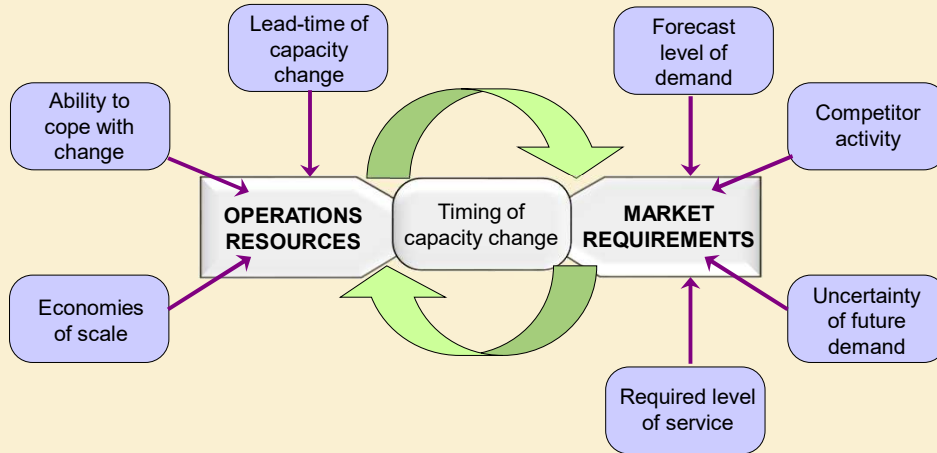 Lead-time of
capacity
change
Forecast
level of
demand
Ability to
cope with
change
Competitor
activity
OPERATIONS
RESOURCES
Timing of
capacity change
MARKET
REQUIREMENTS
Economies
of scale
Uncertainty
of future
demand
Required level
of service